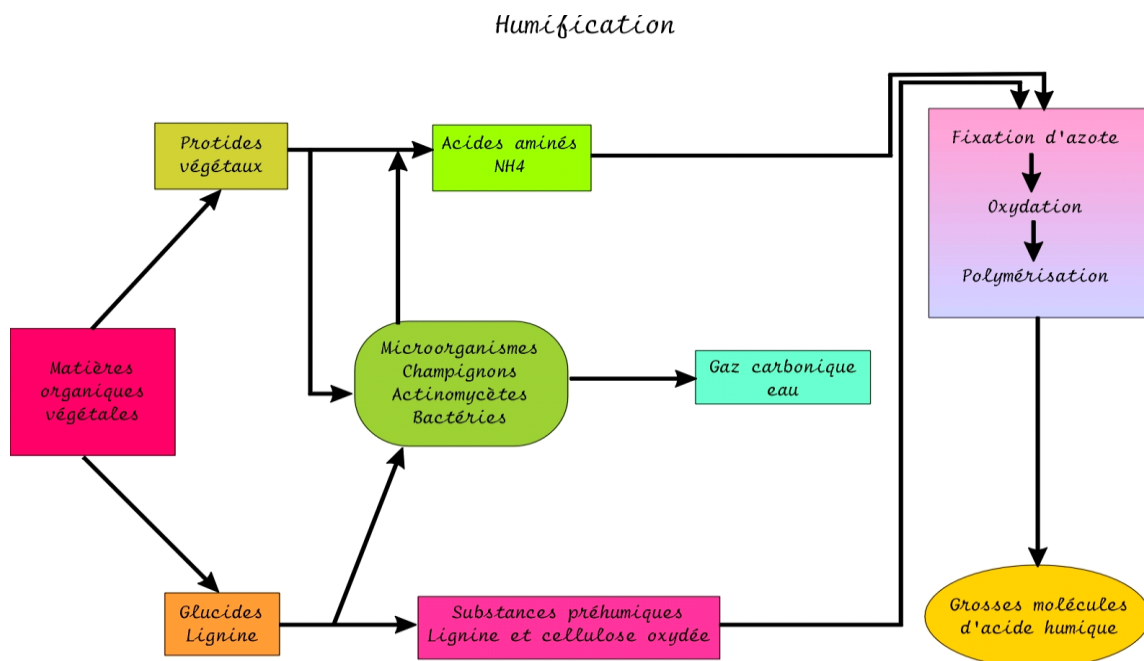 Humification
Protides
végétaux
Acides aminés
NH4
Fixation d'azote
Oxydation
Polymérisation
Matières
organiques
végétales
Microorganismes
Champignons
Actinomycètes
Bactéries
Gaz carbonique
eau
Glucides
Lignine
Substances préhumiques
Lignine et cellulose oxydée
Grosses molécules
d'acide humique